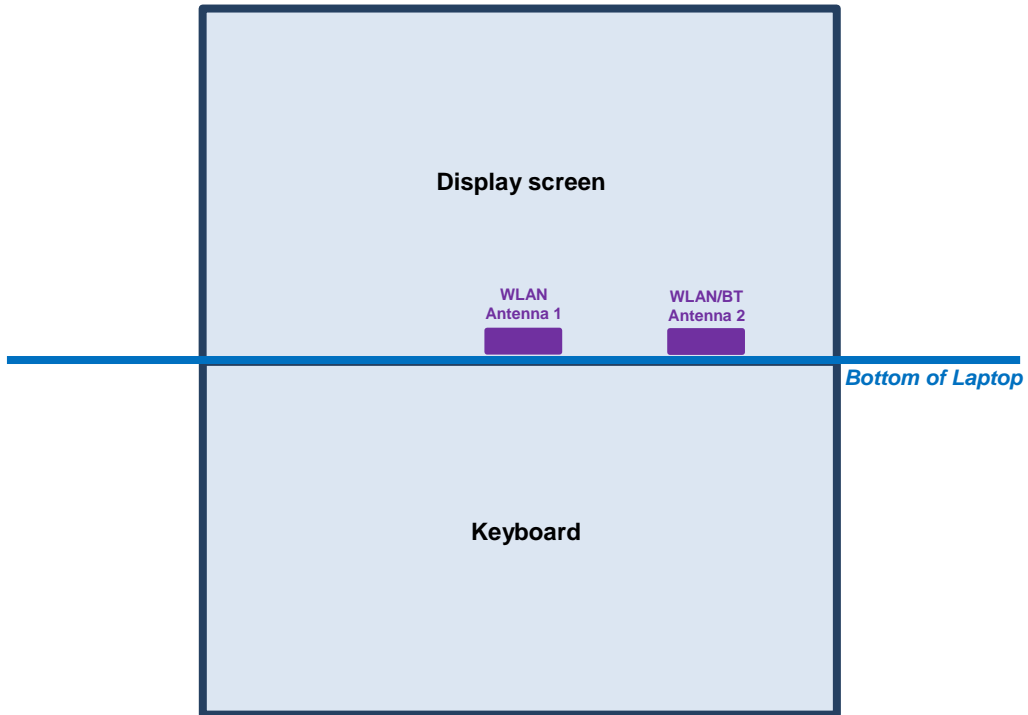 Display screen
WLAN
Antenna 1
WLAN/BT
Antenna 2
Bottom of Laptop
Keyboard